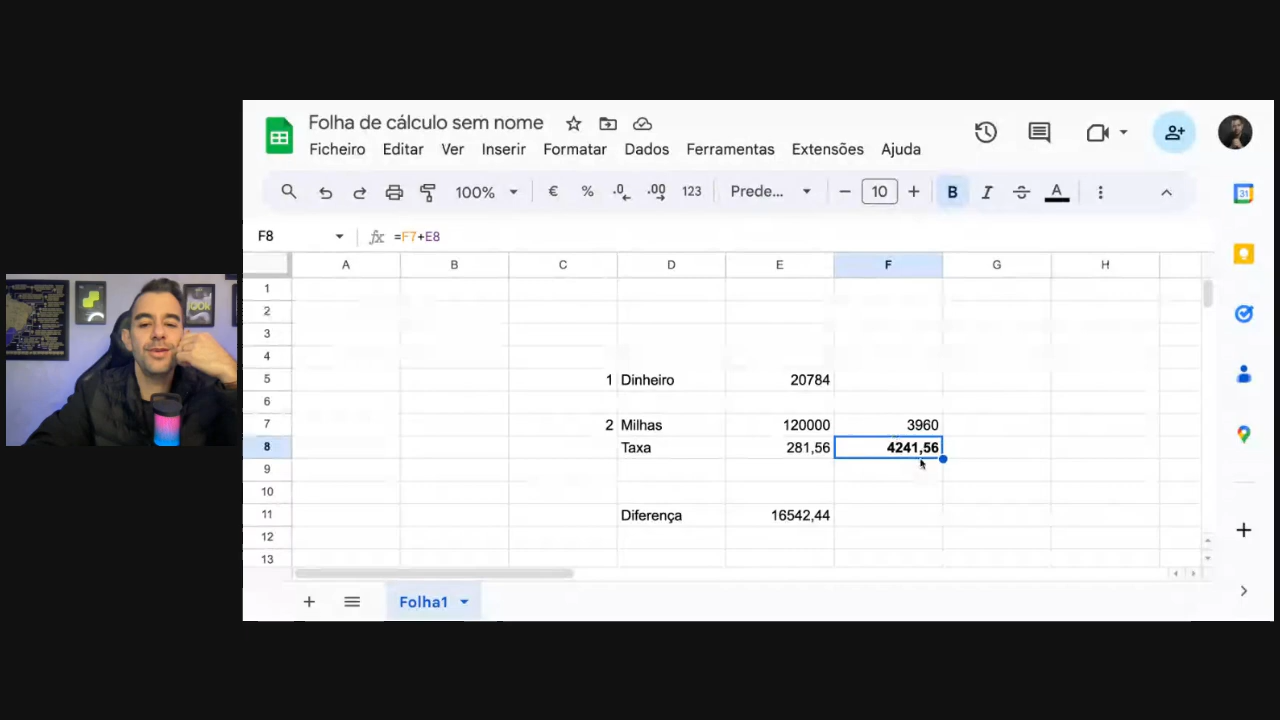 Folha de cálculo sem nome
Ficheiro Editar Ver Inserir Formatar Dados Ferramentas Extensões Ajuda
100% € % .0 .00 123 Prede... 10 B I S A
F8 fx =F7+E8
A B C D E F G H
1
2
3
4
5 1 Dinheiro 20784
6
7 2 Milhas 120000 3960
8 Taxa 281,56 4241,56
9
10
11 Diferença 16542,44
12
13
Folha1
31